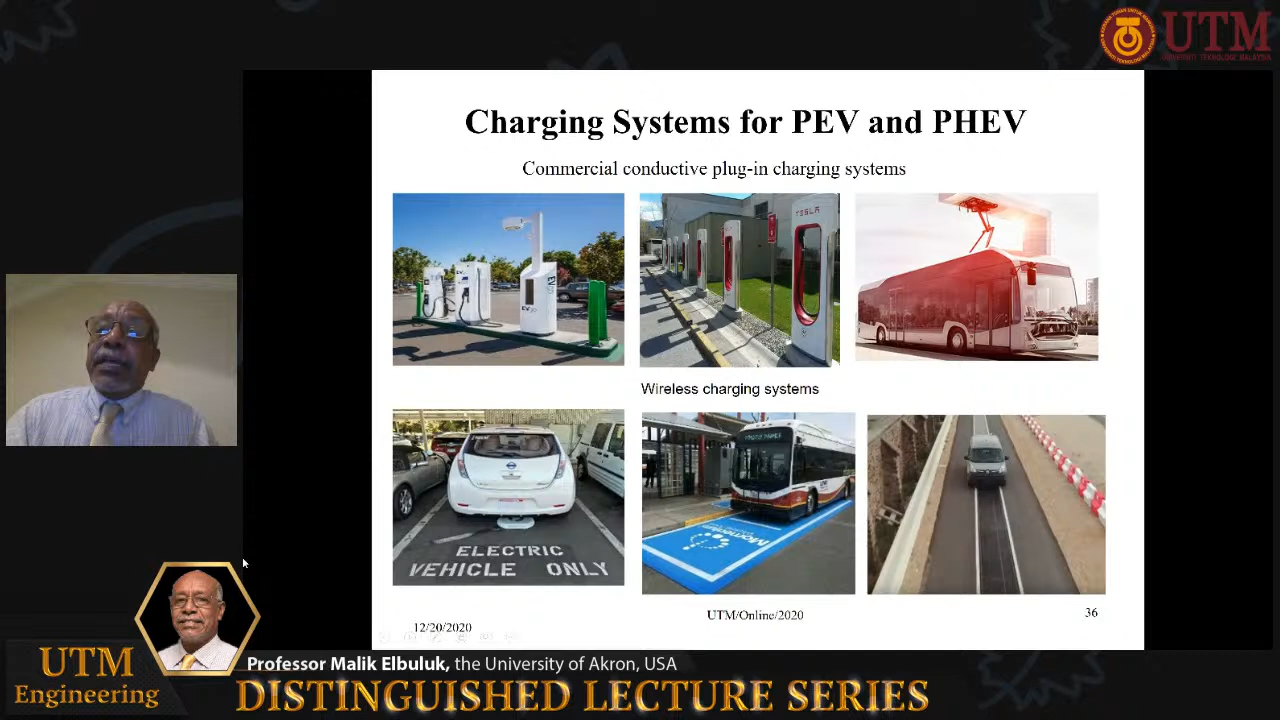 UTM
UNIVERSITI TEKNOLOGI MALAYSIA
Charging Systems for PEV and PHEV
Commercial conductive plug-in charging systems
TESLA
Wireless charging systems
ELECTRIC
VEHICLE ONLY
Momentum
12/20/2020
UTM/Online/2020
36
UTM
Engineering
Professor Malik Elbuluk, the University of Akron, USA
DISTINGUISHED LECTURE SERIES